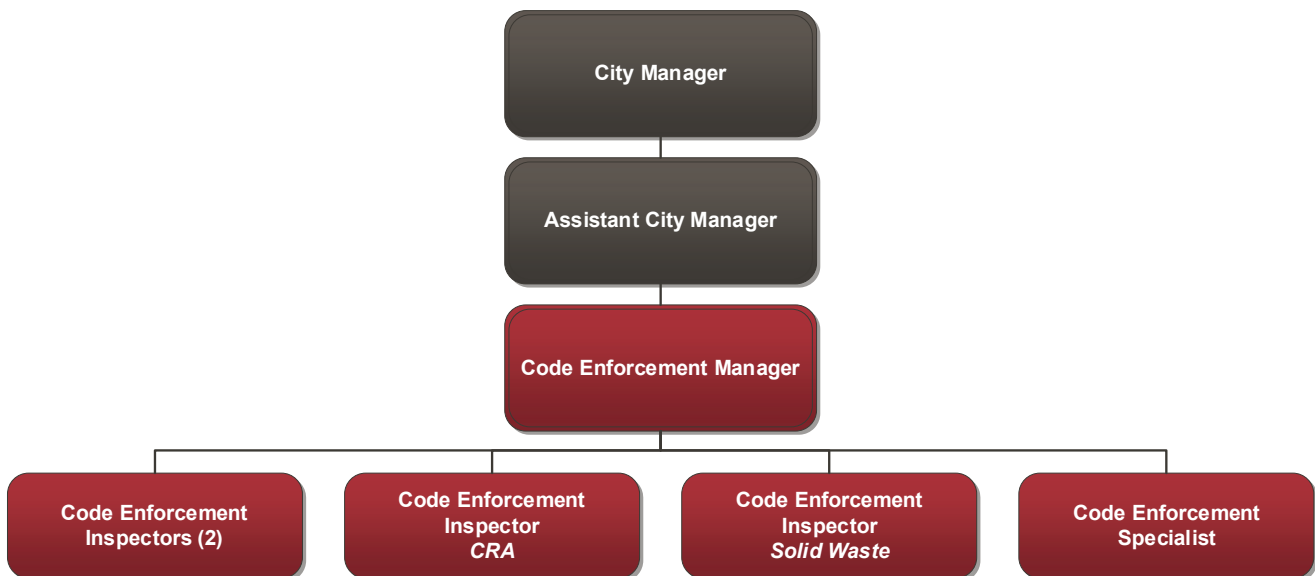 City Manager
Assistant City Manager
Code Enforcement Manager
Code Enforcement
Inspectors (2)
Code Enforcement
Inspector
CRA
Code Enforcement
Inspector
Solid Waste
Code Enforcement
Specialist